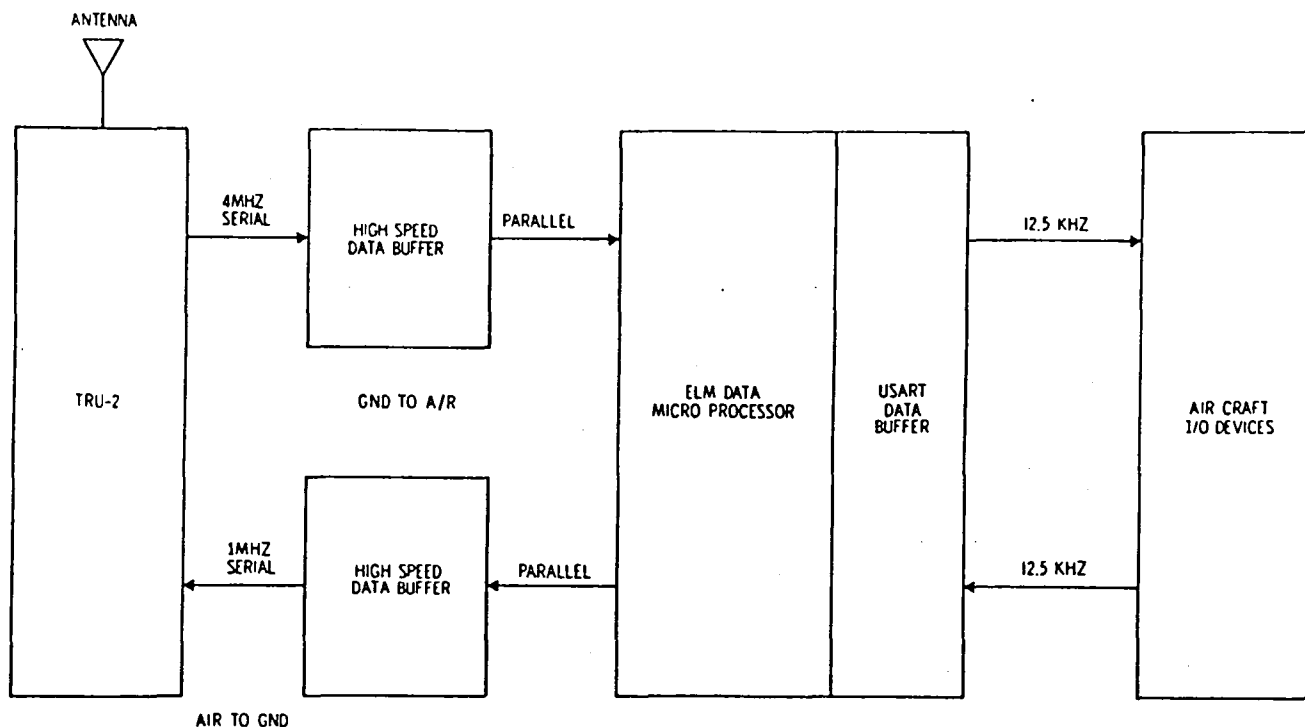 ANTENNA
4MHZ
SERIAL
HIGH SPEED
DATA BUFFER
PARALLEL
12.5 KHZ
TRU-2
GND TO A/R
ELM DATA
MICRO PROCESSOR
USART
DATA
BUFFER
AIR CRAFT
I/O DEVICES
1MHZ
SERIAL
HIGH SPEED
DATA BUFFER
PARALLEL
12.5 KHZ
AIR TO GND